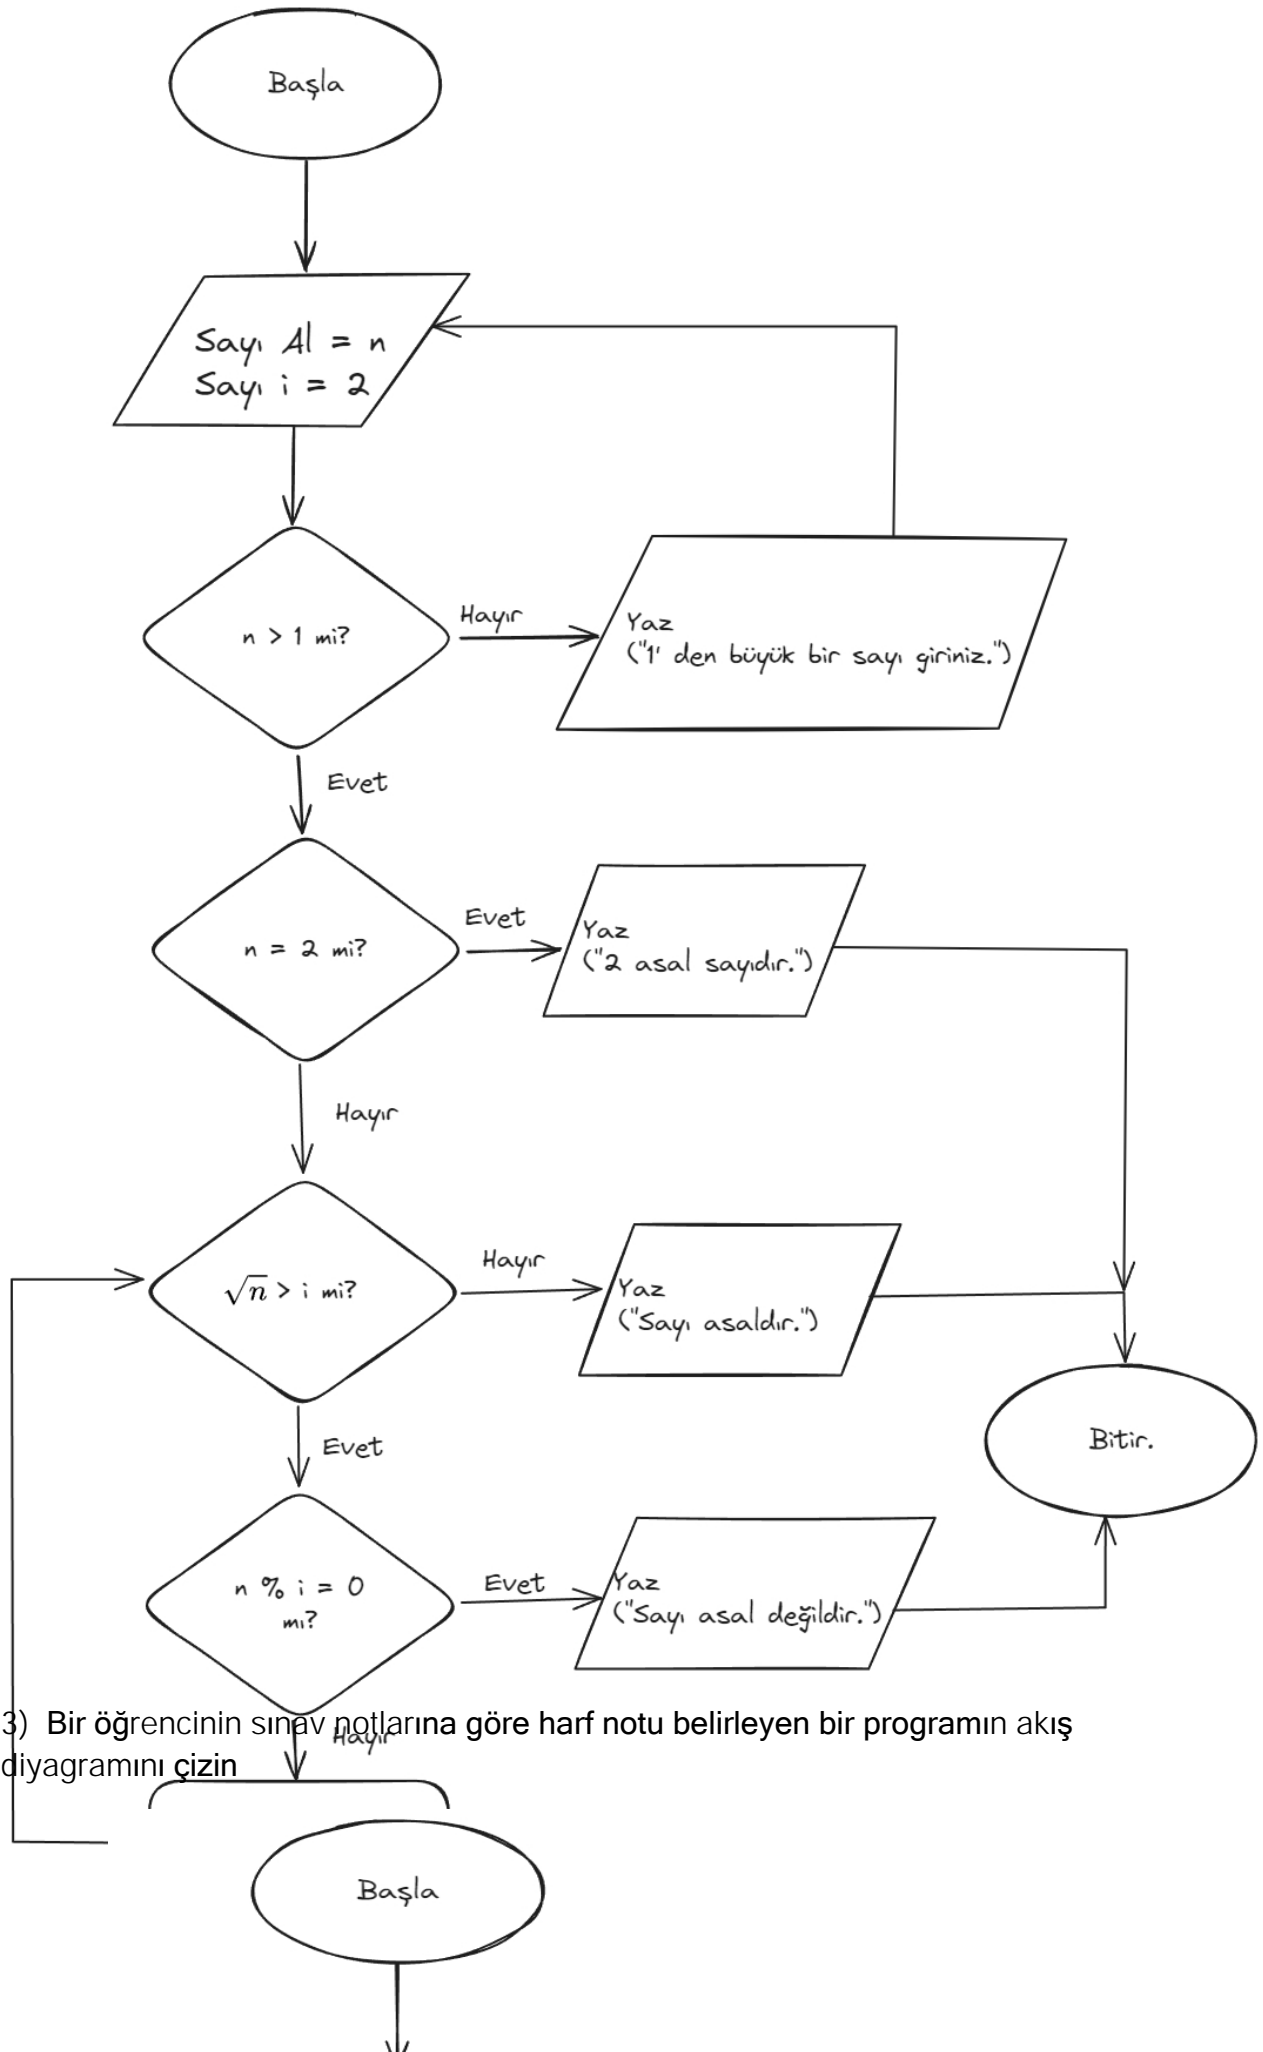 Başla
Sayı Al = n
Sayı i = 2
n > 1 mi?
Hayır
Yaz
("1' den büyük bir sayı giriniz.")
Evet
n = 2 mi?
Evet
Yaz
("2 asal sayıdır.")
Hayır
√n > i mi?
Hayır
Yaz
("Sayı asaldır.")
Bitir.
Evet
n % i = 0
mı?
Evet
Yaz
("Sayı asal değildir.")
Hayır
3) Bir öğrencinin sınav notlarına göre harf notu belirleyen bir programın akış
diyagramını çizin
Başla